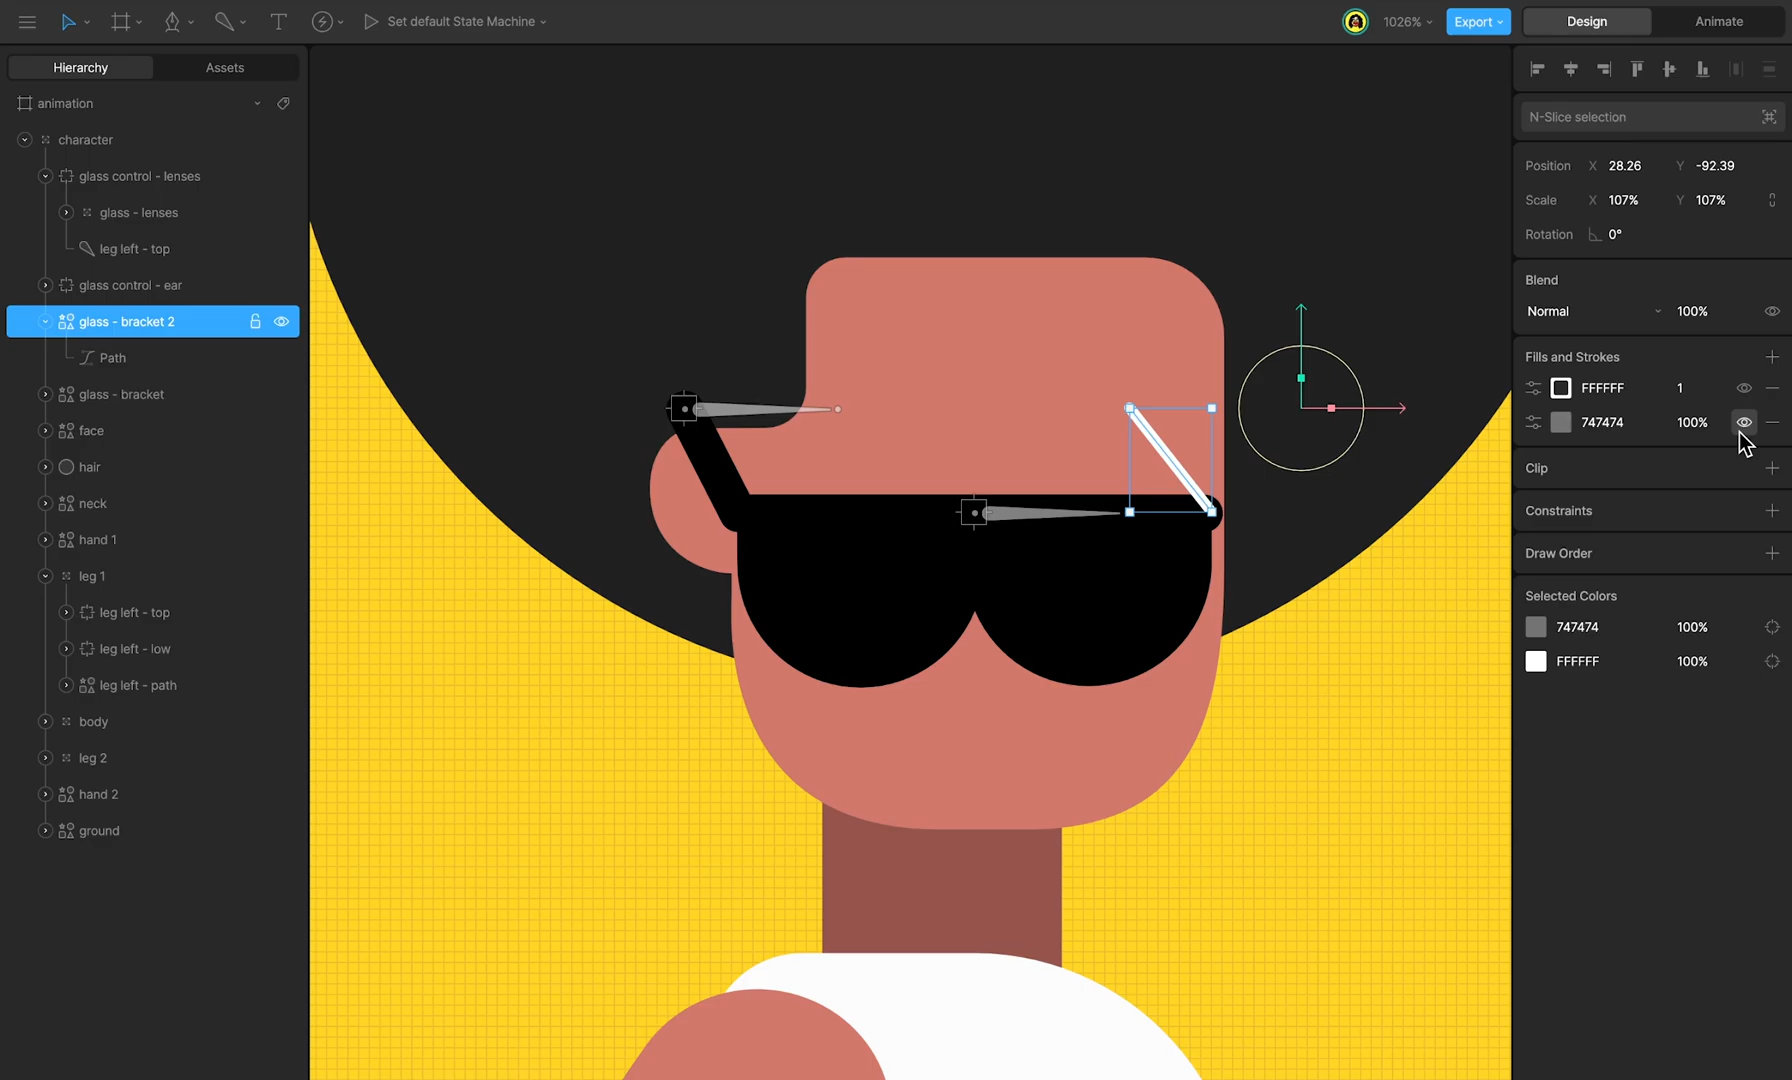 Set default State Machine
1026%
Export
Design
Animate
Hierarchy
Assets
animation
character
glass control - lenses
glass - lenses
leg left - top
glass control - ear
glass - bracket 2
Path
glass - bracket
face
hair
neck
hand 1
leg 1
leg left - top
leg left - low
leg left - path
body
leg 2
hand 2
ground
N-Slice selection
Position X 28.26 Y -92.39
Scale X 107% Y 107%
Rotation 0°
Blend
Normal 100%
Fills and Strokes
FFFFFF 1
747474 100%
Clip
Constraints
Draw Order
Selected Colors
747474 100%
FFFFFF 100%